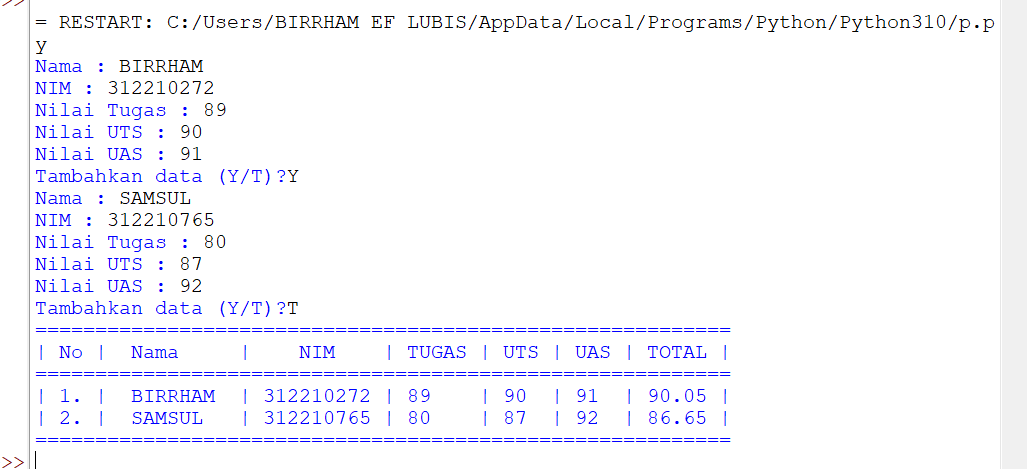 >>
= RESTART: C:/Users/BIRRHAM EF LUBIS/AppData/Local/Programs/Python/Python310/p.p
y
Nama : BIRRHAM
NIM : 312210272
Nilai Tugas : 89
Nilai UTS : 90
Nilai UAS : 91
Tambahkan data (Y/T)?Y
Nama : SAMSUL
NIM : 312210765
Nilai Tugas : 80
Nilai UTS : 87
Nilai UAS : 92
Tambahkan data (Y/T)?T
==========================================================
| No |  Nama     |    NIM    | TUGAS | UTS | UAS | TOTAL |
==========================================================
| 1. |  BIRRHAM  | 312210272 | 89    | 90  | 91  | 90.05 |
| 2. |  SAMSUL   | 312210765 | 80    | 87  | 92  | 86.65 |
==========================================================
>>